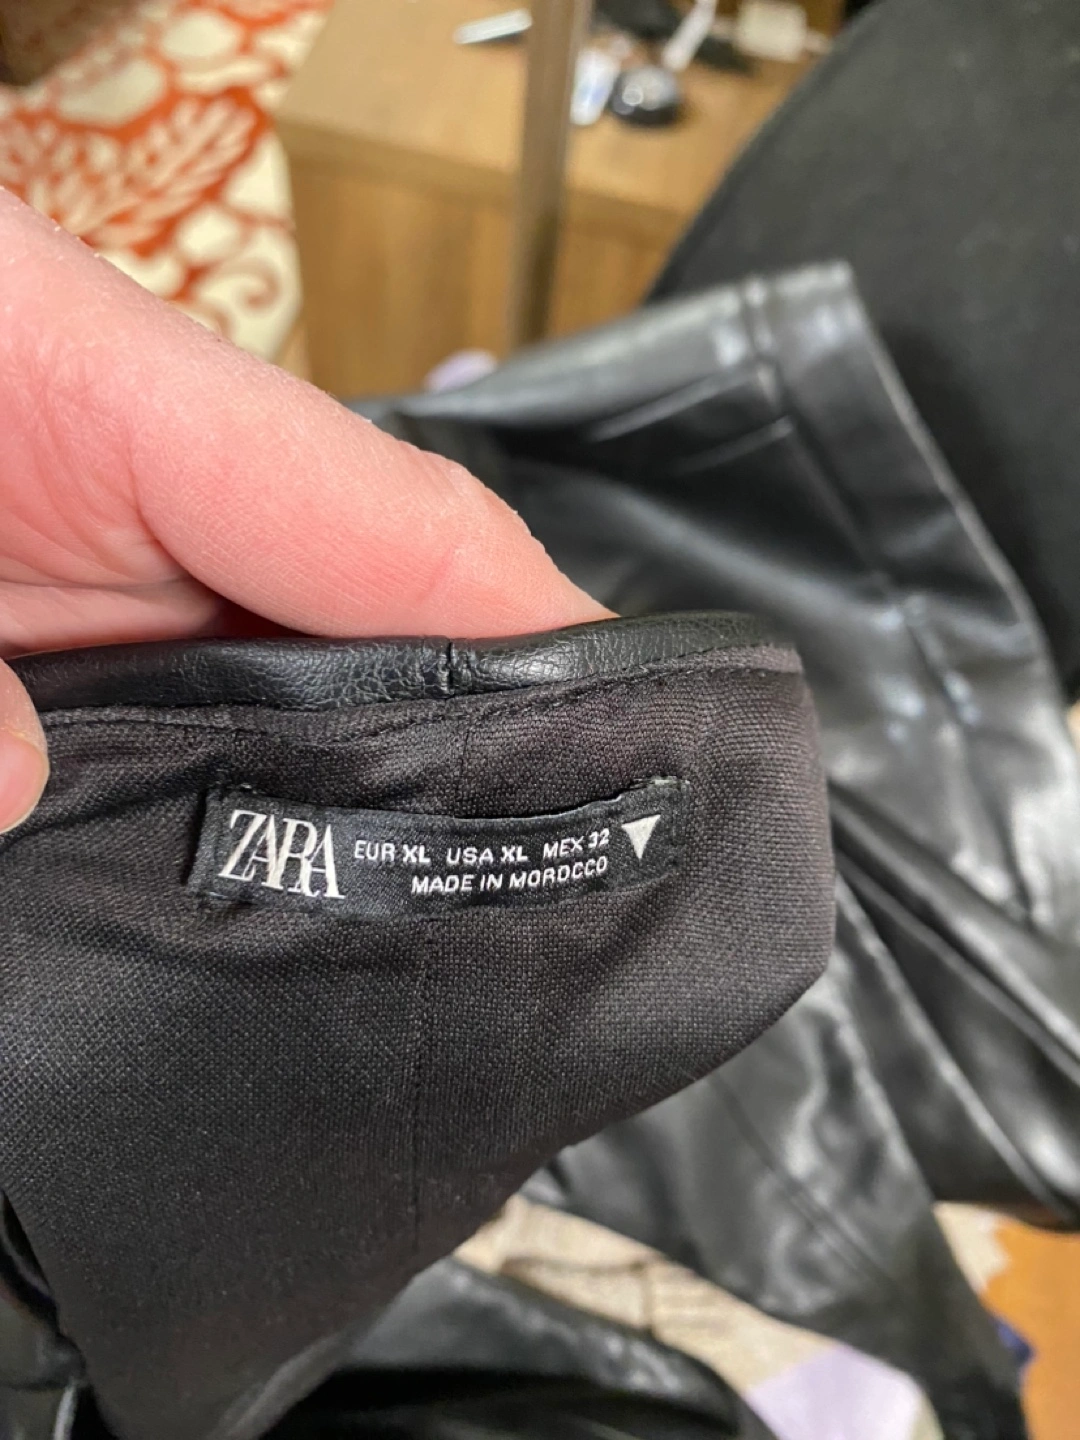 ZARA
EUR XL USA XL MEX 32
MADE IN MOROCCO